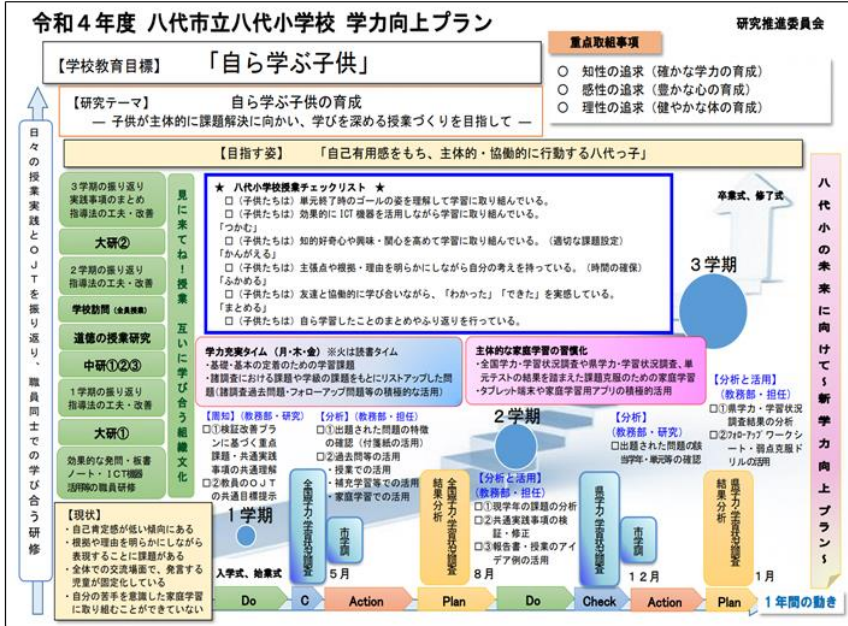 令和４年度 八代市立八代小学校 学力向上プラン
研究推進委員会
【学校教育目標】 「自ら学ぶ子供」
重点取組事項
○ 知性の追求（確かな学力の育成）
○ 感性の追求（豊かな心の育成）
○ 理性の追求（健やかな体の育成）
【研究テーマ】 自ら学ぶ子供の育成
― 子供が主体的に課題解決に向かい、学びを深める授業づくりを目指して ―
【目指す姿】 「自己有用感をもち、主体的・協働的に行動する八代っ子」
日々の授業実践とＯＪＴを振り返り、職員同士での学び合う研修
3学期の振り返り
実践事項のまとめ
指導法の工夫・改善
大研②
2学期の振り返り
指導法の工夫・改善
学校訪問（全員授業）
道徳の授業研究
中研①②③
1学期の振り返り
指導法の工夫・改善
大研①
効果的な発問・板書
ノート・ＩＣＴ機器
活用等の職員研修
見に来てね！授業 互いに学び合う組織文化
★ 八代小学校授業チェックリスト ★
□（子供たちは）単元終了時のゴールの姿を理解して学習に取り組んでいる。
□（子供たちは）効果的に ICT 機器を活用しながら学習に取り組んでいる。
「つかむ」
□（子供たちは）知的好奇心や興味・関心を高めて学習に取り組んでいる。（適切な課題設定）
「かんがえる」
□（子供たちは）主張点や根拠・理由を明らかにしながら自分の考えを持っている。（時間の確保）
「ふかめる」
□（子供たちは）友達と協働的に学び合いながら、「わかった」「できた」を実感している。
「まとめる」
□（子供たちは）自ら学習したことのまとめやふり返りを行っている。
卒業式、修了式
3学期
八代小の未来に向けて～新学力向上プラン～
学力充実タイム（月・木・金）※火は読書タイム
・基礎・基本の定着のための学習課題
・諸調査における課題や学級の課題をもとにリストアップした問
題（諸調査過去問題・フォローアップ問題等の積極的な活用）
主体的な家庭学習の習慣化
・全国学力・学習状況調査や県学力・学習状況調査、単
元テストの結果を踏まえた課題克服のための家庭学習
・タブレット端末や家庭学習用アプリの積極的活用
【周知】（教務部・研究）
□①検証改善プラ
ンに基づく重点
課題・共通実践
事項の共通理解
□②教員のＯＪＴ
の共通目標提示
【分析】（教務部・担任）
□①出題された問題の特徴
の確認（付箋紙の活用）
□②過去問等の活用
・授業での活用
・補充学習等での活用
・家庭学習での活用
2学期
【分析と活用】
（教務部・担任）
□①現学年の課題の分析
□②共通実践事項の検
証・修正
□③報告書・授業のアイ
デア例の活用
【分析】
（教務部・研究）
□出題された問題の該
当学年・単元等の確認
【分析と活用】
（教務部・担任）
□①県学力・学習状況
調査結果の分析
□②フォローアップワークシ
ート・弱点克服ド
リルの活用
【現状】
・自己肯定感が低い傾向にある
・根拠や理由を明らかにしながら
表現することに課題がある
・全体での交流場面で、発言する
児童が固定化している
・自分の苦手を意識した家庭学習
に取り組むことができていない
1学期
入学式、始業式
全国学力・学習状況調査
市学調
5月
全国学力・学習状況調査
結果分析
8月
県学力・学習状況調査
市学調
12月
県学力・学習状況調査
結果分析
1月
Do
C
Action
Plan
Do
Check
Action
Plan
1年間の動き